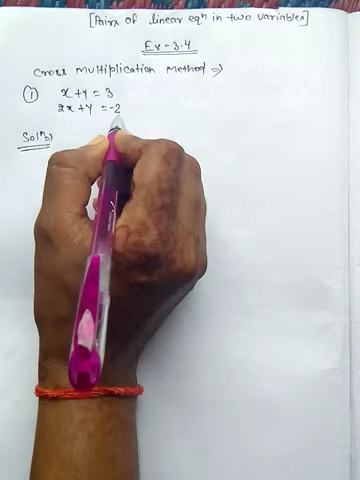 [Pairs of linear eqⁿ in two variables]
Ex-3.4
Cross Multiplication Method ⇒
① x+y = 3
2x+y = -2
Solⁿ⇒